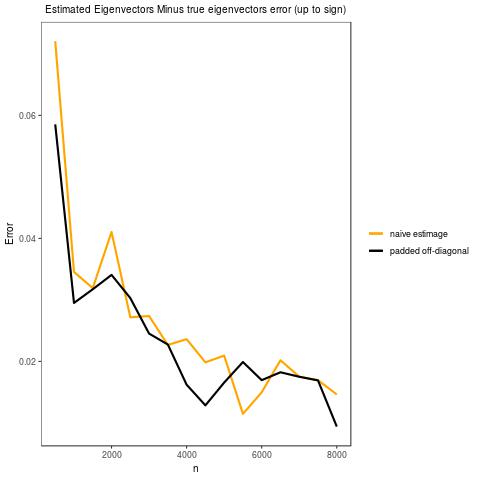 Estimated Eigenvectors Minus true eigenvectors error (up to sign)
0.06
0.04
0.02
Error
2000 4000 6000 8000
n
naive estimage
padded off-diagonal